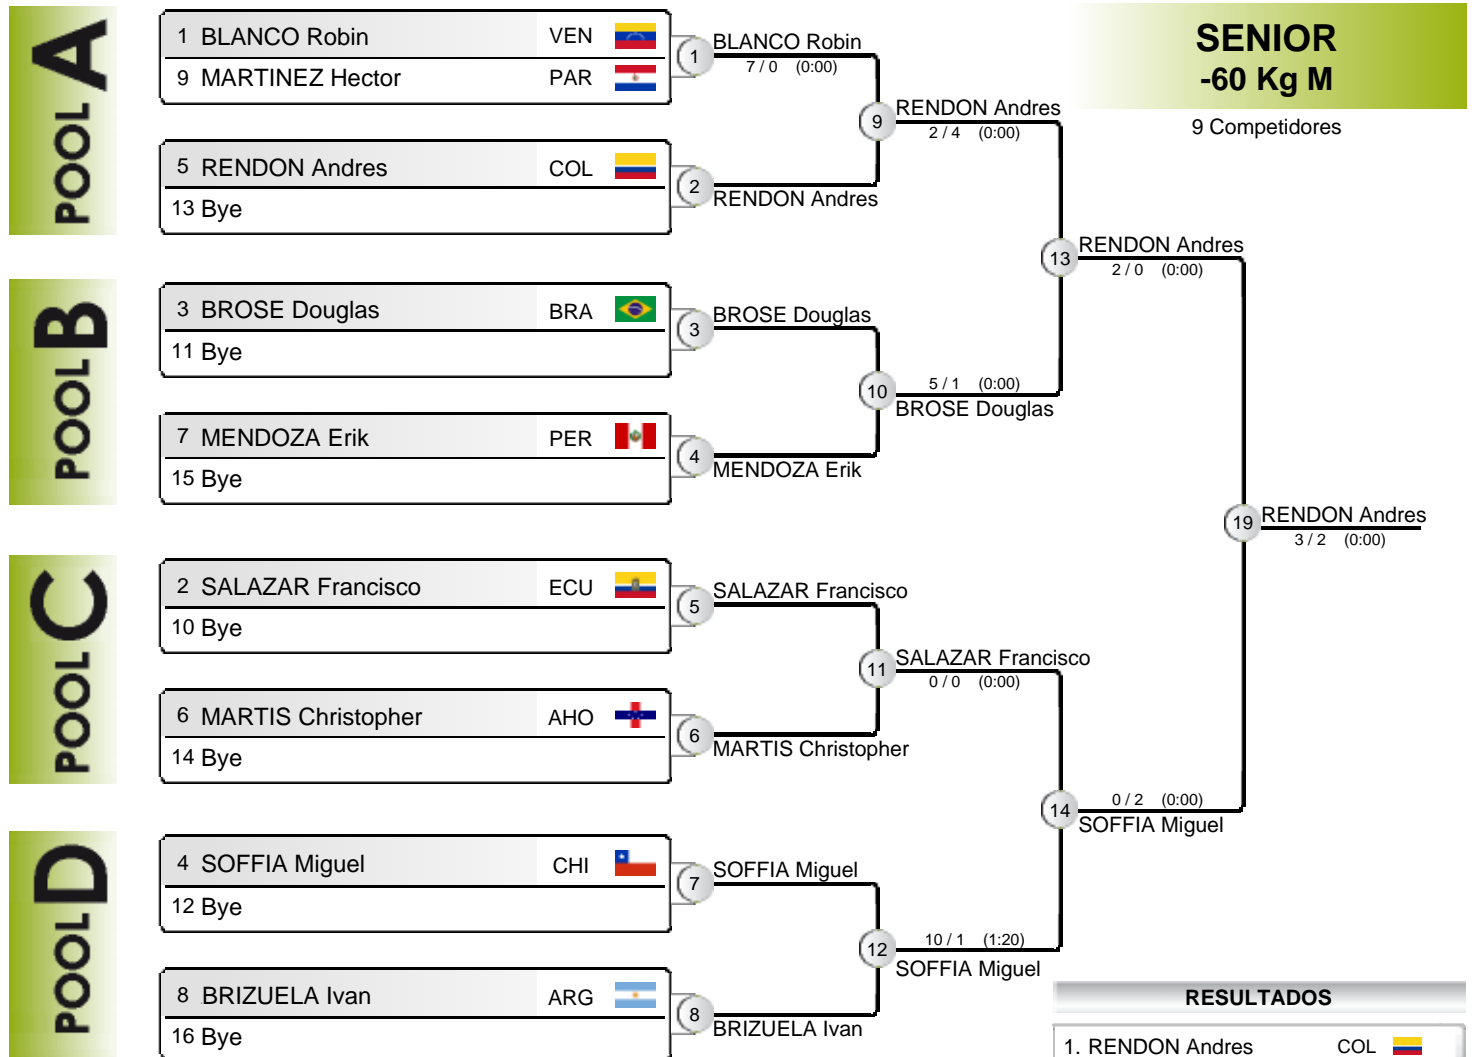 SENIOR
-60 Kg M
9 Competidores
POOL A
1 BLANCO Robin VEN
9 MARTINEZ Hector PAR
1
BLANCO Robin
7 / 0 (0:00)
5 RENDON Andres COL
13 Bye
2
RENDON Andres
9
RENDON Andres
2 / 4 (0:00)
POOL B
3 BROSE Douglas BRA
11 Bye
3
BROSE Douglas
7 MENDOZA Erik PER
15 Bye
4
MENDOZA Erik
10
5 / 1 (0:00)
BROSE Douglas
13
RENDON Andres
2 / 0 (0:00)
POOL C
2 SALAZAR Francisco ECU
10 Bye
5
SALAZAR Francisco
6 MARTIS Christopher AHO
14 Bye
6
MARTIS Christopher
11
SALAZAR Francisco
0 / 0 (0:00)
POOL D
4 SOFFIA Miguel CHI
12 Bye
7
SOFFIA Miguel
8 BRIZUELA Ivan ARG
16 Bye
8
BRIZUELA Ivan
12
10 / 1 (1:20)
SOFFIA Miguel
14
0 / 2 (0:00)
SOFFIA Miguel
19
RENDON Andres
3 / 2 (0:00)
RESULTADOS
1. RENDON Andres COL